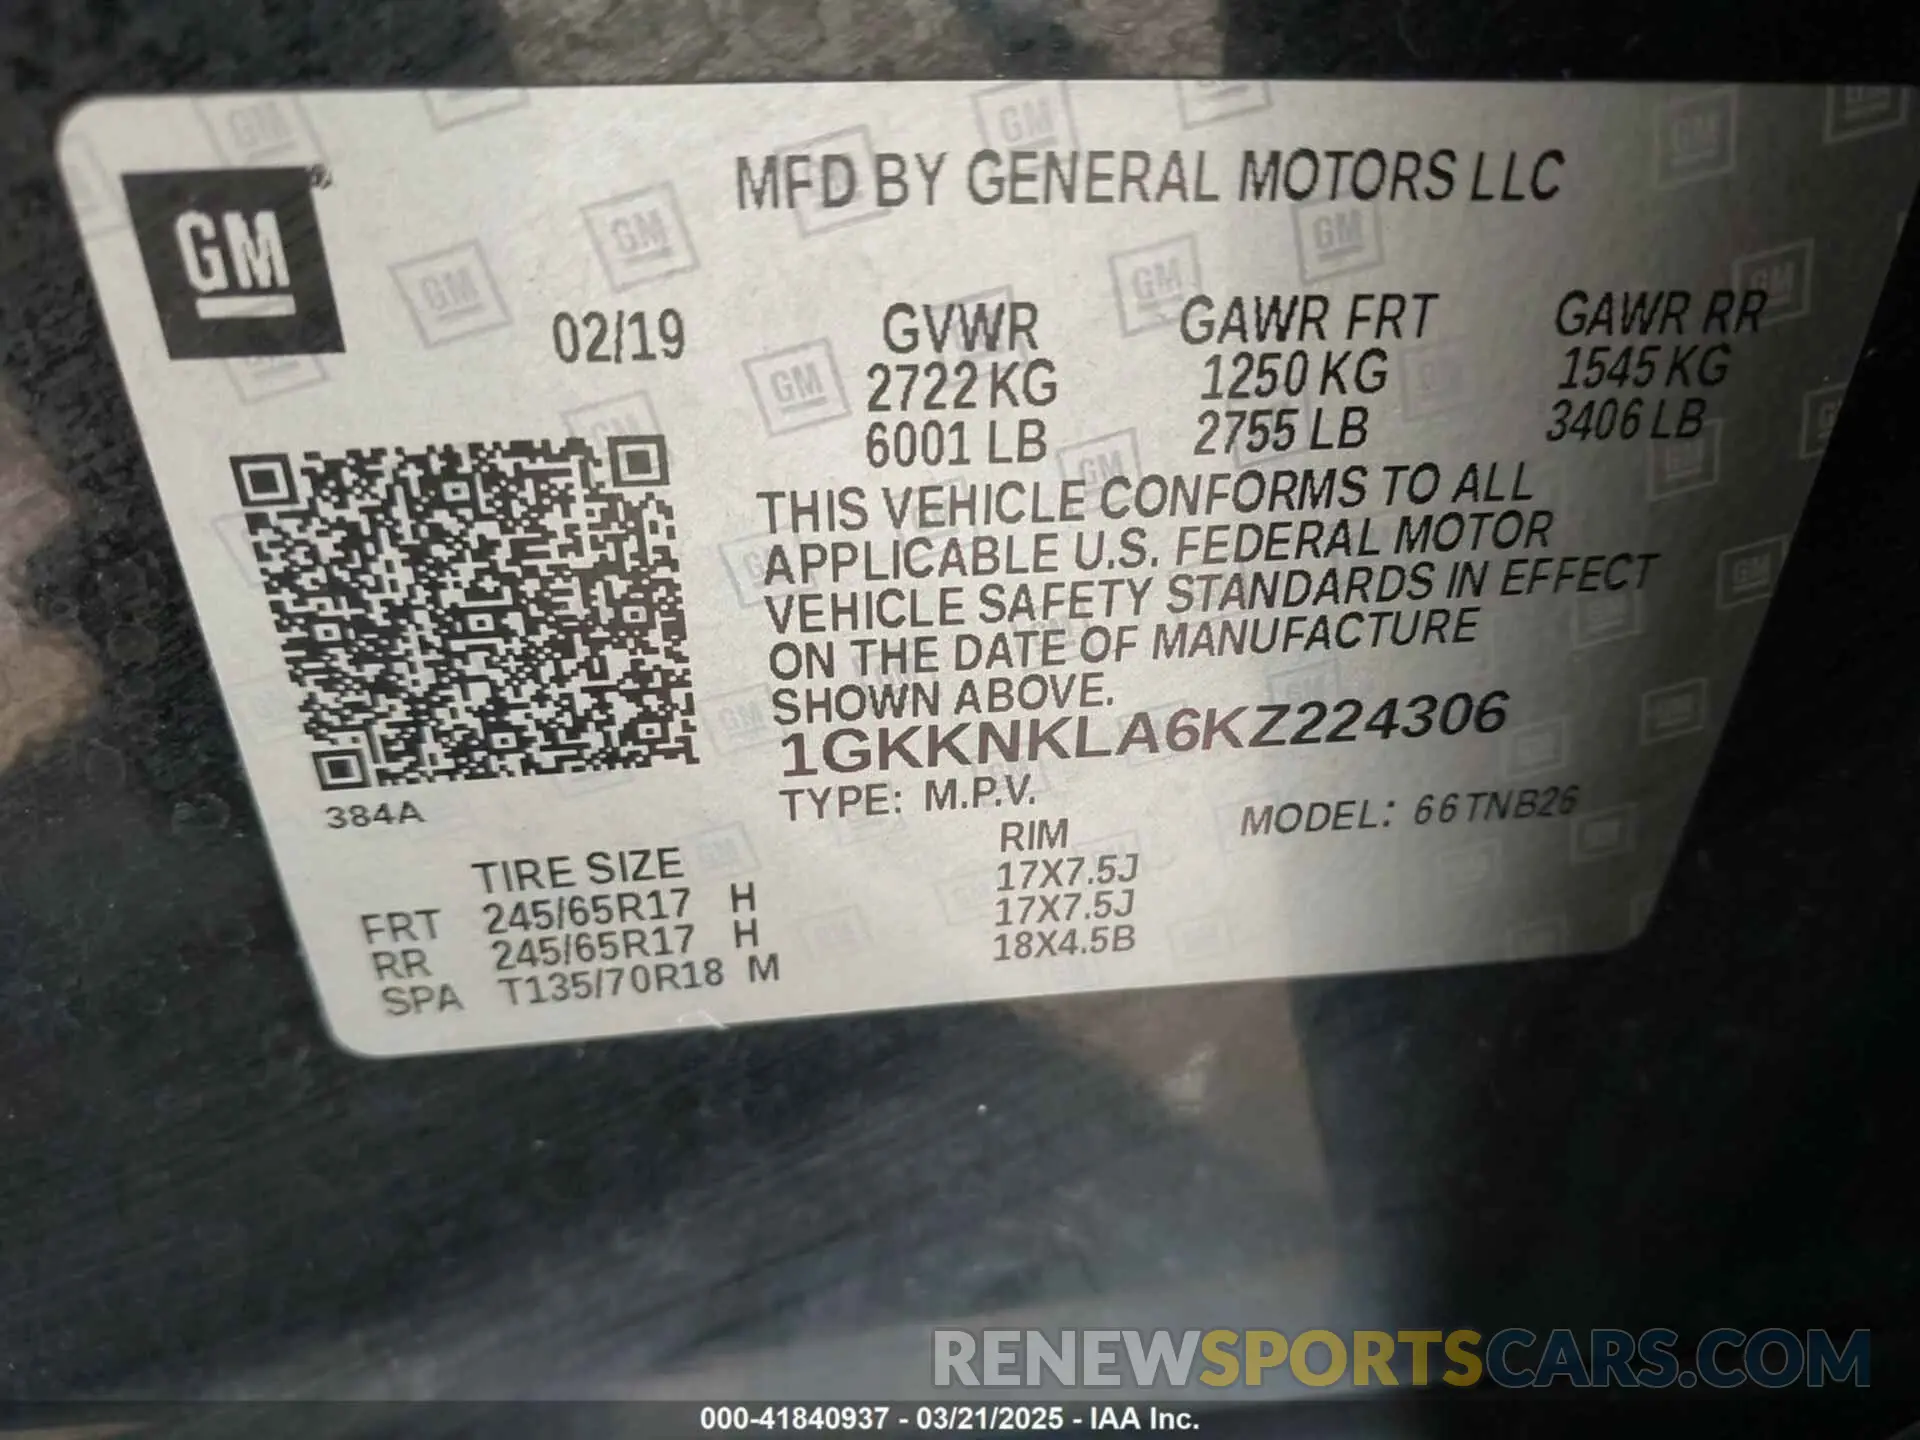 GM
MFD BY GENERAL MOTORS LLC
02/19
GVWR GAWR FRT GAWR RR
2722 KG 1250 KG 1545 KG
6001 LB 2755 LB 3406 LB
THIS VEHICLE CONFORMS TO ALL
APPLICABLE U.S. FEDERAL MOTOR
VEHICLE SAFETY STANDARDS IN EFFECT
ON THE DATE OF MANUFACTURE
SHOWN ABOVE.
1GKKNKLA6KZ224306
TYPE: M.P.V. MODEL: 66TNB26
384A
TIRE SIZE RIM
FRT 245/65R17 H 17X7.5J
RR 245/65R17 H 17X7.5J
SPA T135/70R18 M 18X4.5B
RENEWSPORTSCARS.COM
000-41840937 - 03/21/2025 - IAA Inc.